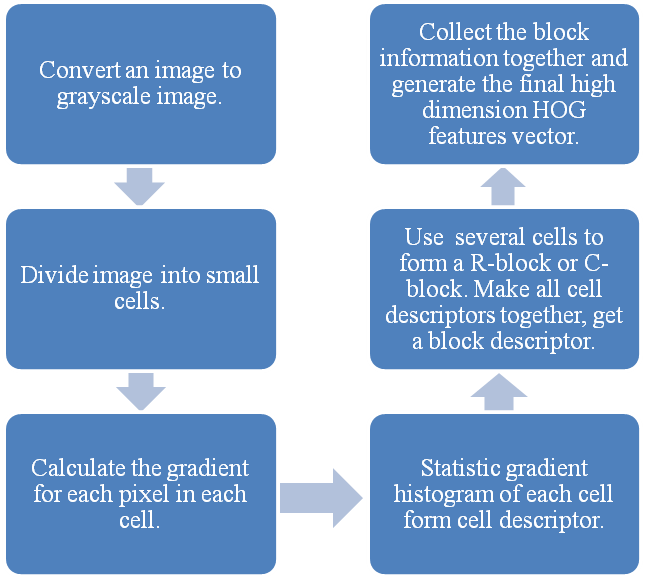 Convert an image to
grayscale image.
Divide image into small
cells.
Calculate the gradient
for each pixel in each
cell.
Statistic gradient
histogram of each cell
form cell descriptor.
Use several cells to
form a R-block or C-
block. Make all cell
descriptors together, get
a block descriptor.
Collect the block
information together and
generate the final high
dimension HOG
features vector.